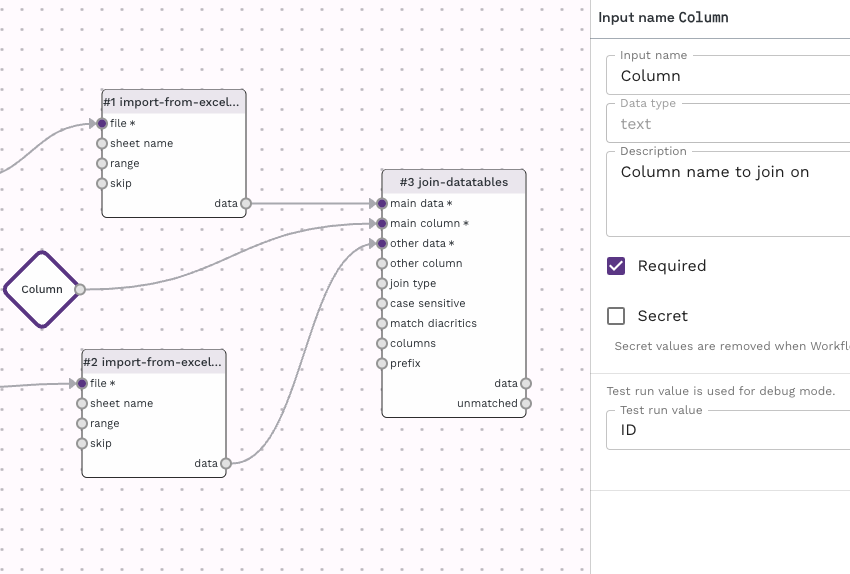 #1 import-from-excel...
file *
sheet name
range
skip
data
Column
#2 import-from-excel...
file *
sheet name
range
skip
data
#3 join-datatables
main data *
main column *
other data *
other column
join type
case sensitive
match diacritics
columns
prefix
data
unmatched
Input name Column
Input name
Column
Data type
text
Description
Column name to join on
Required
Secret
Secret values are removed when
Test run value is used for debug mode.
Test run value
ID